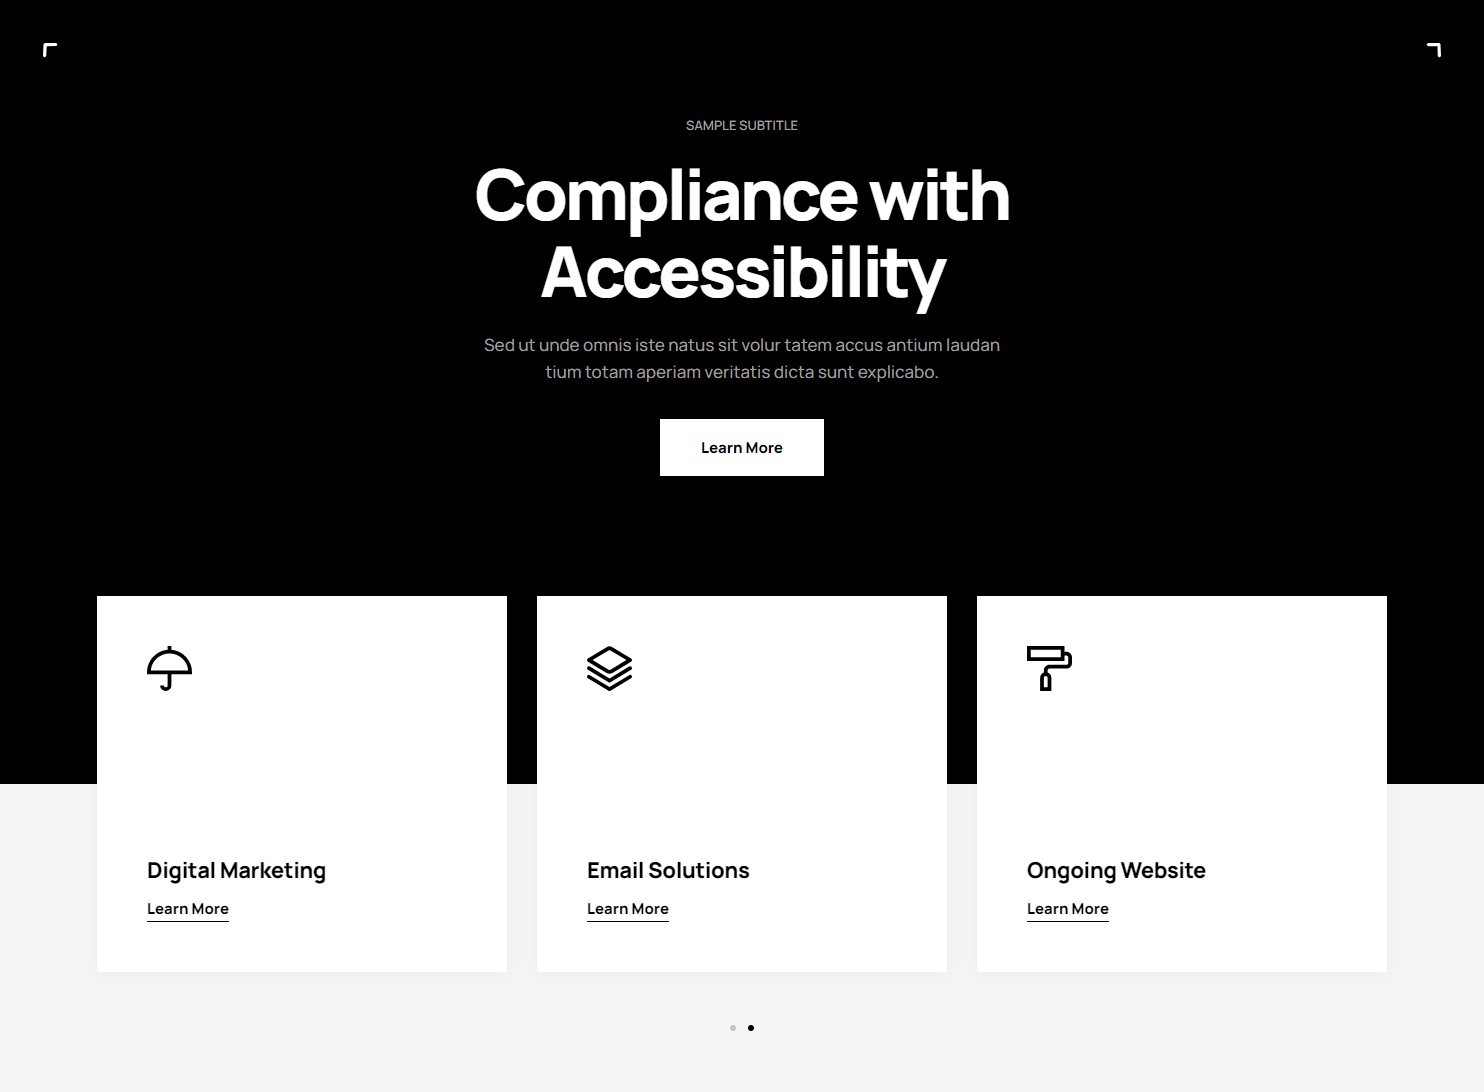 SAMPLE SUBTITLE
Compliance with
Accessibility
Sed ut unde omnis iste natus sit volur tatem accus antium laudan
tium totam aperiam veritatis dicta sunt explicabo.
Learn More
Digital Marketing
Learn More
Email Solutions
Learn More
Ongoing Website
Learn More